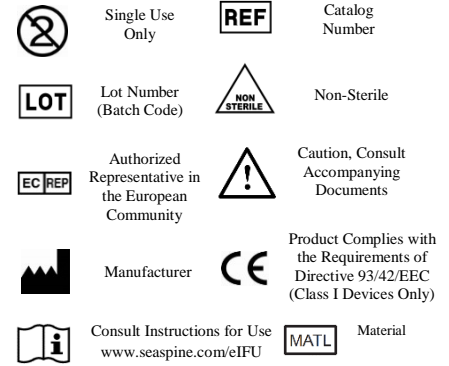 2
Single Use
Only
REF
Catalog
Number
LOT
Lot Number
(Batch Code)
NON
STERILE
Non-Sterile
EC REP
Authorized
Representative in
the European
Community
!
Caution, Consult
Accompanying
Documents
Manufacturer
CE
Product Complies with
the Requirements of
Directive 93/42/EEC
(Class I Devices Only)
i
Consult Instructions for Use
www.seaspine.com/eIFU
MATL
Material